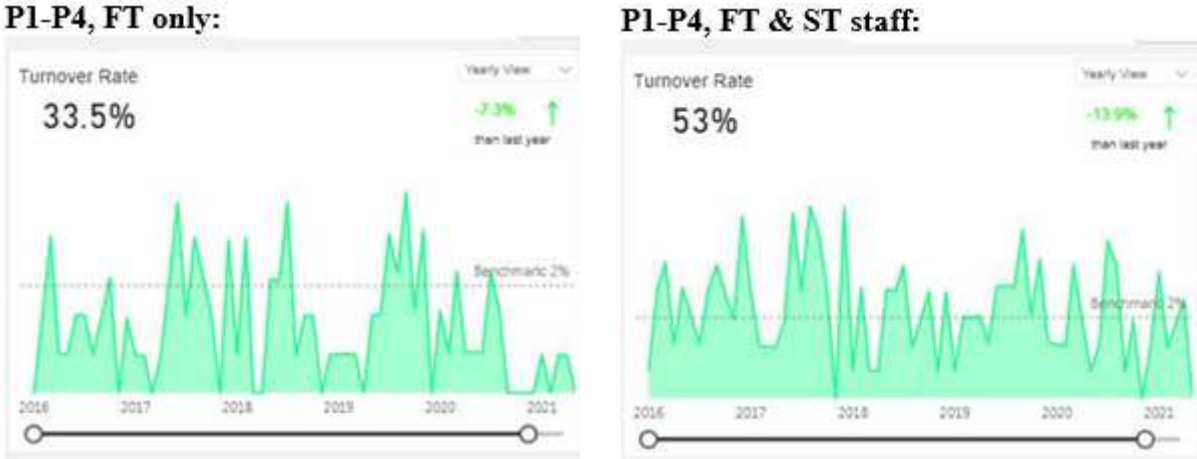 P1-P4, FT only:
Turnover Rate
Yearly View
33.5%
-7.3% ↑
than last year
Benchmark 2%
2016 2017 2018 2019 2020 2021
P1-P4, FT & ST staff:
Turnover Rate
Yearly View
53%
-13.9% ↑
than last year
Benchmark 2%
2016 2017 2018 2019 2020 2021